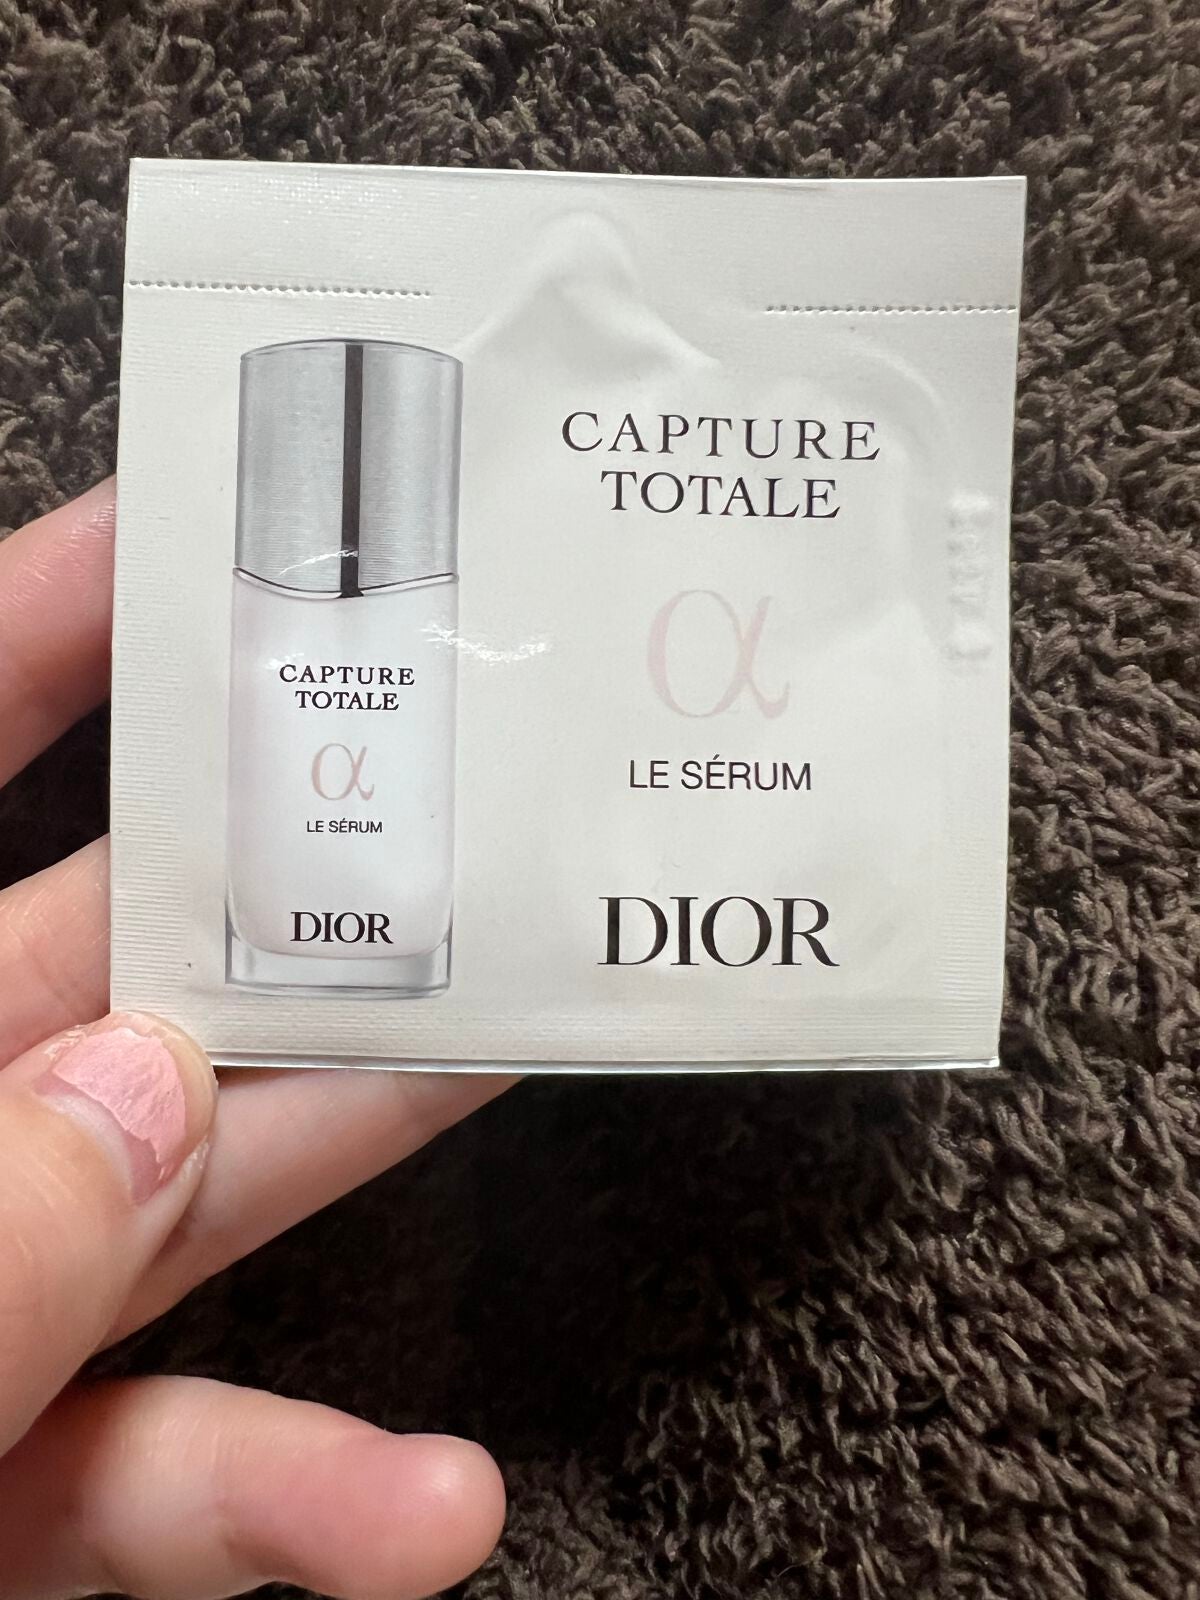 CAPTURE
TOTALE
α
LE SÉRUM
DIOR
CAPTURE
TOTALE
α
LE SÉRUM
DIOR